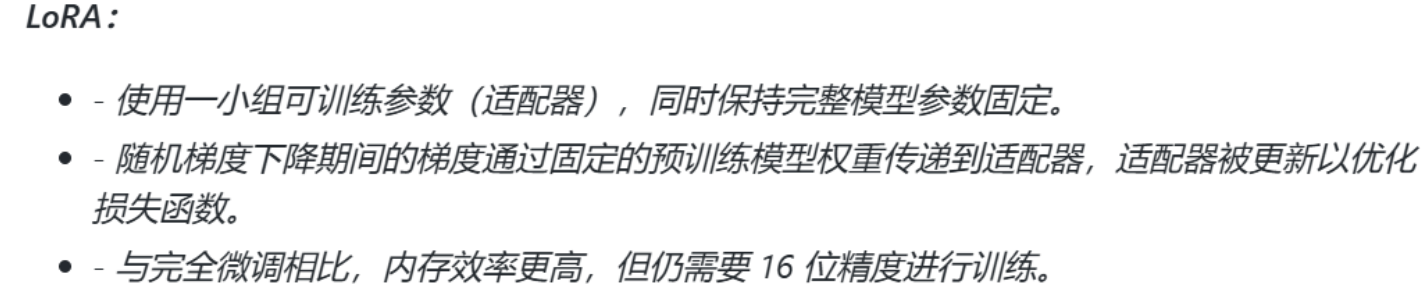 LoRA：
• - 使用一小组可训练参数（适配器），同时保持完整模型参数固定。
• - 随机梯度下降期间的梯度通过固定的预训练模型权重传递到适配器，适配器被更新以优化
损失函数。
• - 与完全微调相比，内存效率更高，但仍需要 16 位精度进行训练。